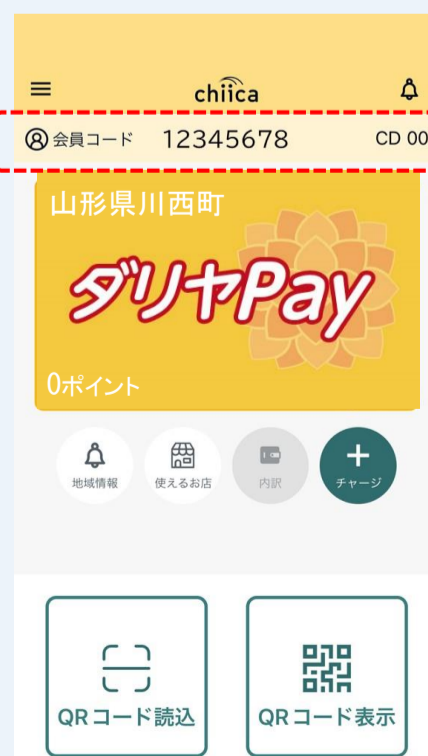 chiica
会員コード 12345678 CD 00
山形県川西町
ダリヤPay
0ポイント
地域情報 使えるお店 内訳 チャージ
QRコード読込 QRコード表示